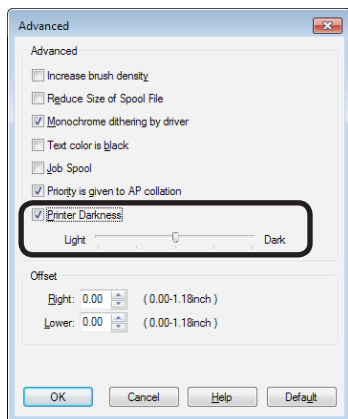 Advanced
Advanced
Increase brush density
Reduce Size of Spool File
Monochrome dithering by driver
Text color is black
Job Spool
Priority is given to AP collation
Printer Darkness
Light Dark
Offset
Right: 0.00 ( 0.00-1.18inch )
Lower: 0.00 ( 0.00-1.18inch )
OK Cancel Help Default